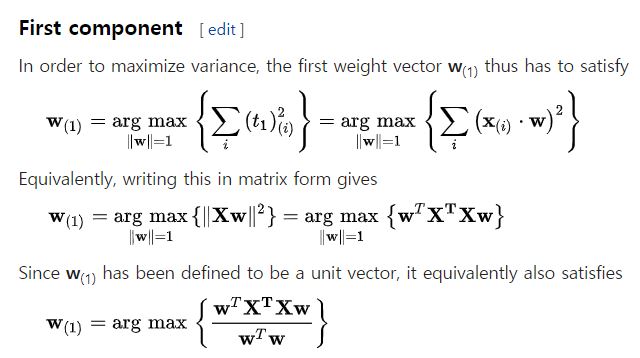 First component [edit]
In order to maximize variance, the first weight vector w(1) thus has to satisfy
w(1) = arg max ‖w‖=1 { ∑i (t1)²(i) } = arg max ‖w‖=1 { ∑i (x(i) · w)² }
Equivalently, writing this in matrix form gives
w(1) = arg max ‖w‖=1 {‖Xw‖²} = arg max ‖w‖=1 {wᵀXᵀXw}
Since w(1) has been defined to be a unit vector, it equivalently also satisfies
w(1) = arg max { wᵀXᵀXw / wᵀw }